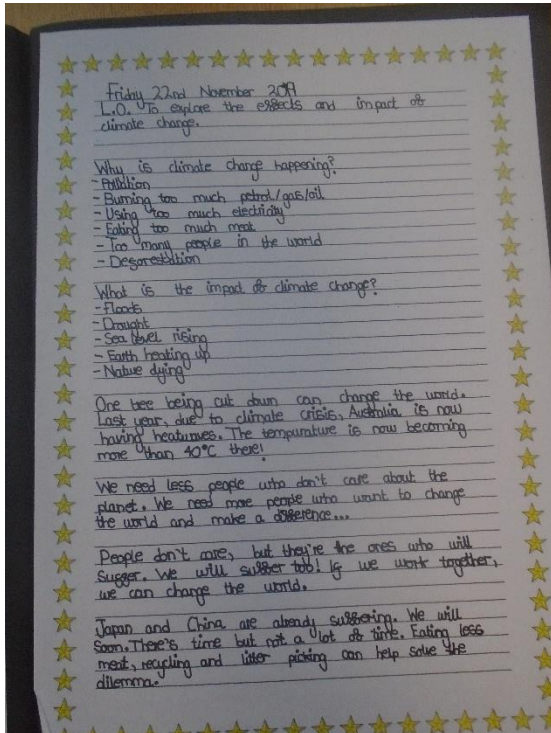 Friday 22nd November 2019
L.O. To explore the effects and impact of
climate change.
Why is climate change happening?
- Pollution
- Burning too much petrol/gas/oil
- Using too much electricity
- Eating too much meat
- Too many people in the world
- Deforestation
What is the impact of climate change?
- Floods
- Drought
- Sea level rising
- Earth heating up
- Nature dying
One tree being cut down can change the world.
Last year, due to climate crisis, Australia is now
having heatwaves. The tempurature is now becoming
more than 40°C there!
We need less people who don't care about the
planet. We need more people who want to change
the world and make a difference...
People don't care, but they're the ones who will
suffer. We will suffer too! If we work together,
we can change the world.
Japan and China are already suffering. We will
soon. There's time but not a lot of time. Eating less
meat, recycling and litter picking can help solve the
dilemma.